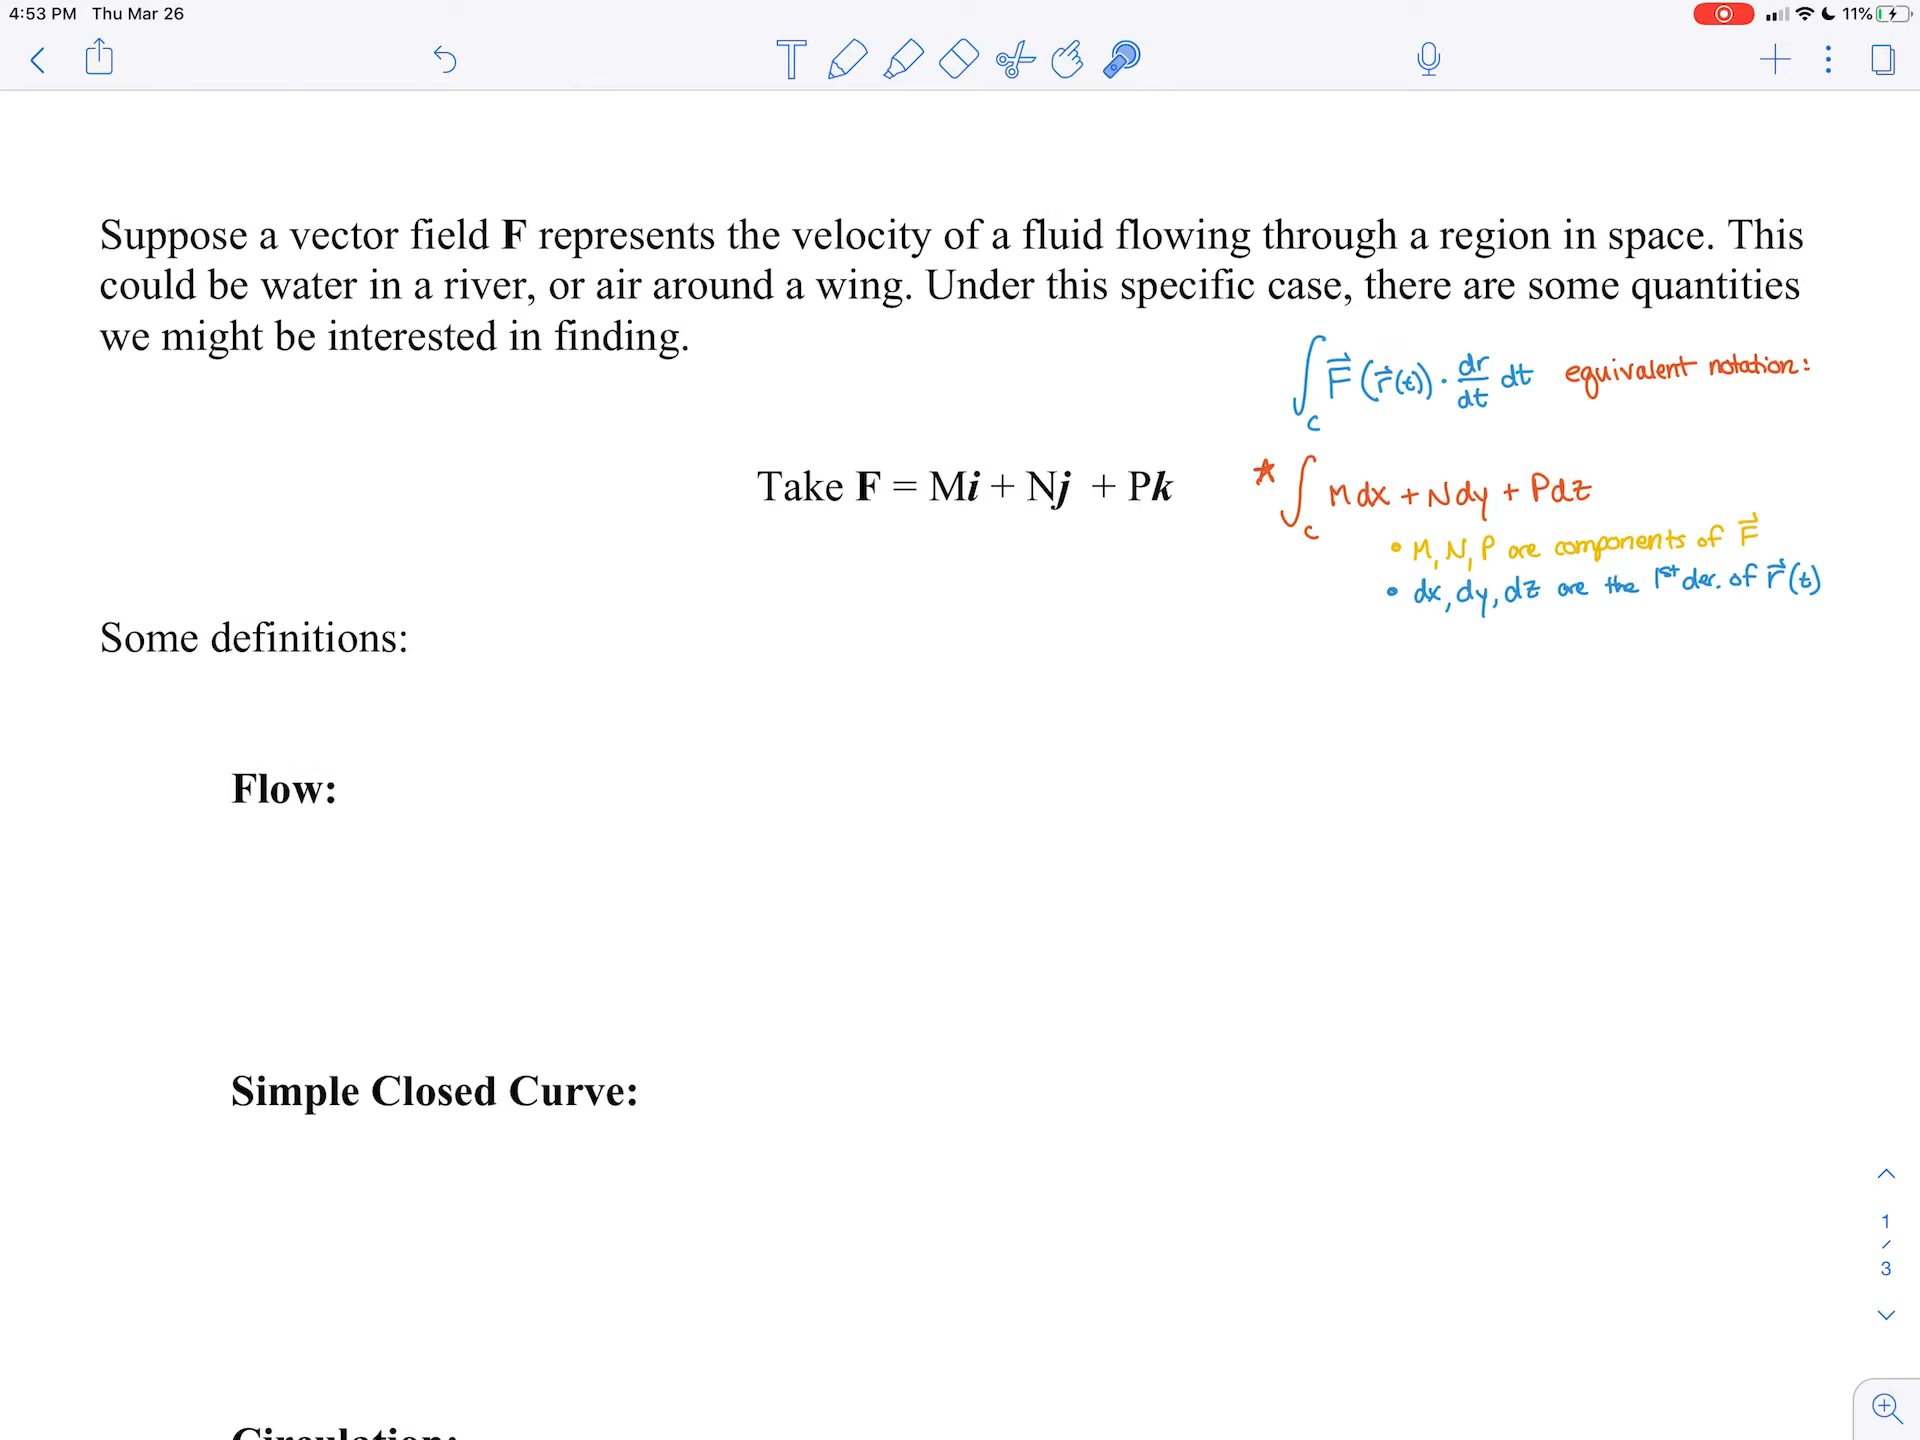 4:53 PM Thu Mar 26
11%
T
Suppose a vector field F represents the velocity of a fluid flowing through a region in space. This
could be water in a river, or air around a wing. Under this specific case, there are some quantities
we might be interested in finding.
∫_C F⃗(r⃗(t)) · dr/dt dt equivalent notation:
Take F = Mi + Nj + Pk
* ∫_C Mdx + Ndy + Pdz
• M, N, P are components of F⃗
• dx, dy, dz are the 1st der. of r⃗(t)
Some definitions:
Flow:
Simple Closed Curve:
1
/
3
Circulation: